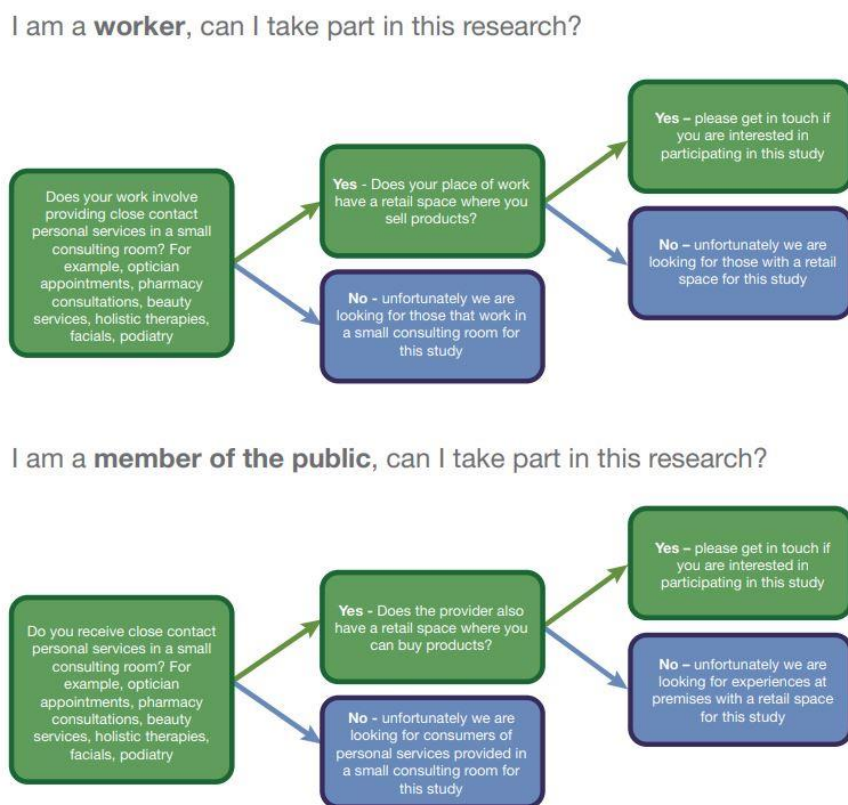 I am a worker, can I take part in this research?
Does your work involve
providing close contact
personal services in a small
consulting room? For
example, optician
appointments, pharmacy
consultations, beauty
services, holistic therapies,
facials, podiatry
Yes - Does your place of work
have a retail space where you
sell products?
No - unfortunately we are
looking for those that work in
a small consulting room for
this study
Yes – please get in touch if
you are interested in
participating in this study
No – unfortunately we are
looking for those with a retail
space for this study
I am a member of the public, can I take part in this research?
Do you receive close contact
personal services in a small
consulting room? For
example, optician
appointments, pharmacy
consultations, beauty
services, holistic therapies,
facials, podiatry
Yes - Does the provider also
have a retail space where you
can buy products?
No - unfortunately we are
looking for consumers of
personal services provided in
a small consulting room for
this study
Yes – please get in touch if
you are interested in
participating in this study
No – unfortunately we are
looking for experiences at
premises with a retail space
for this study